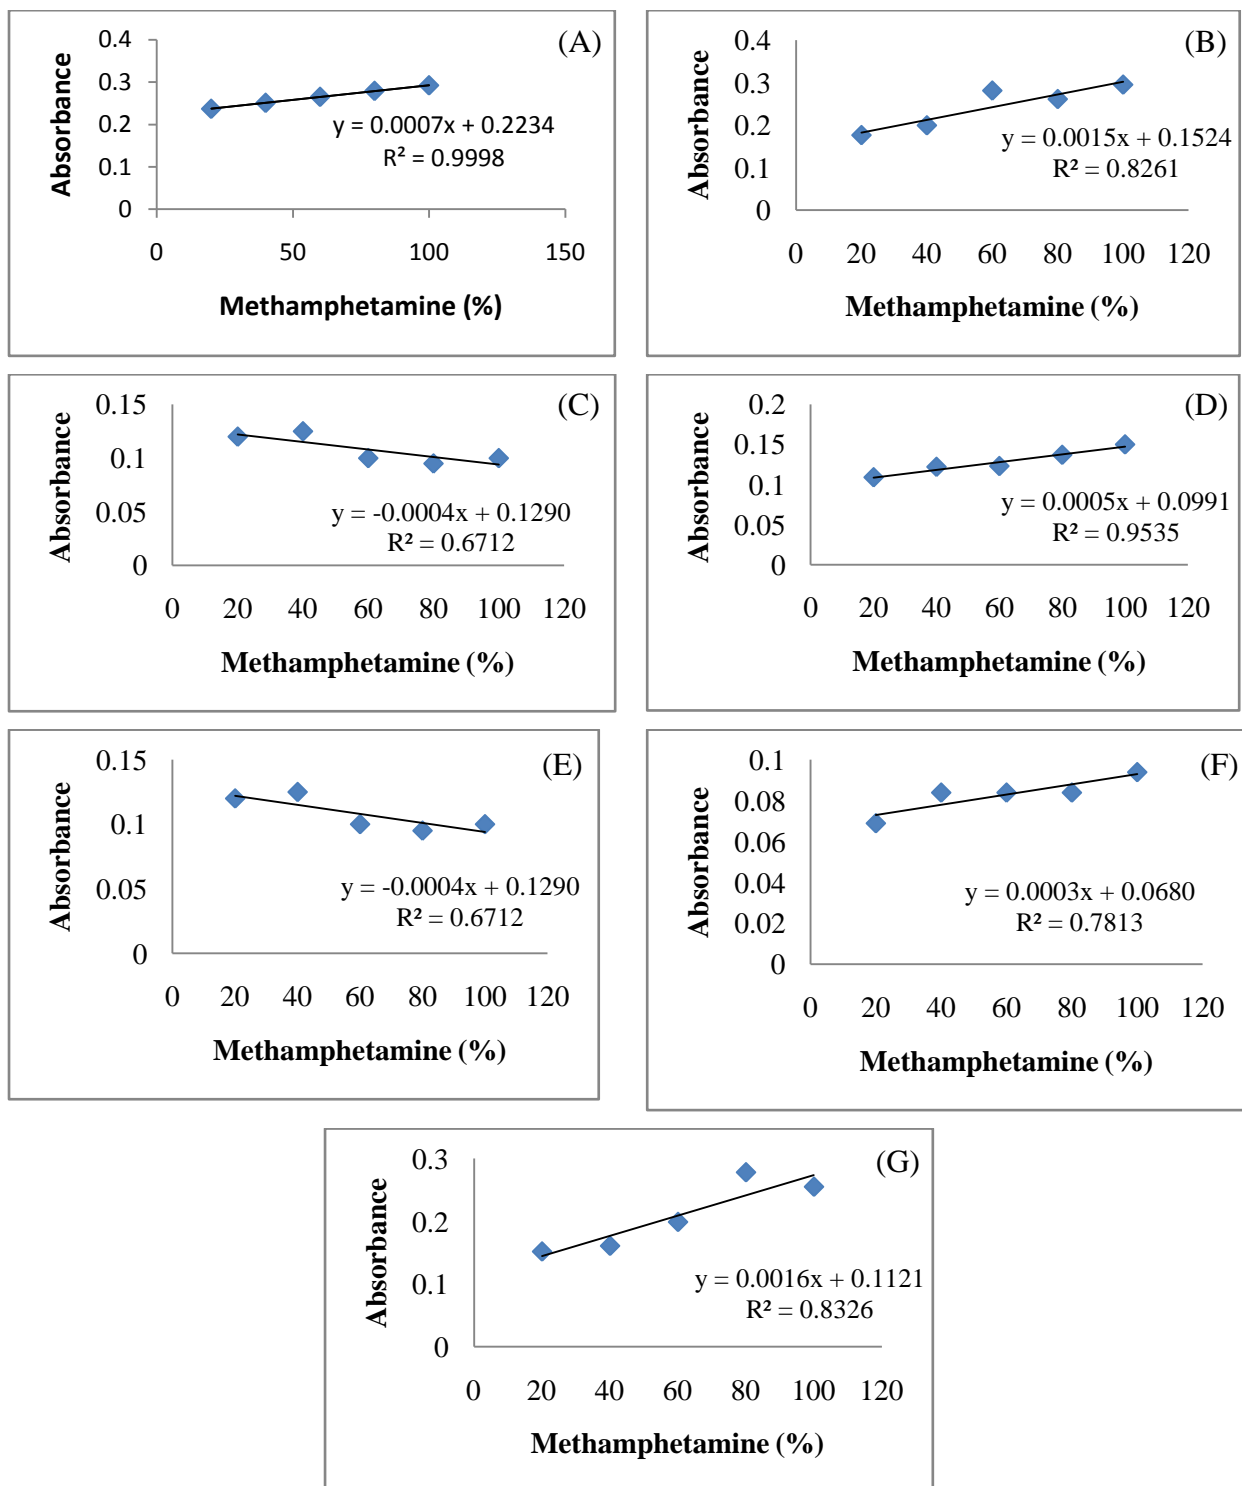 (A)
Absorbance
0.4
0.3
0.2
0.1
0
y = 0.0007x + 0.2234
R² = 0.9998
0 50 100 150
Methamphetamine (%)
(B)
Absorbance
0.4
0.3
0.2
0.1
0
y = 0.0015x + 0.1524
R² = 0.8261
0 20 40 60 80 100 120
Methamphetamine (%)
(C)
Absorbance
0.15
0.1
0.05
0
y = -0.0004x + 0.1290
R² = 0.6712
0 20 40 60 80 100 120
Methamphetamine (%)
(D)
Absorbance
0.2
0.15
0.1
0.05
0
y = 0.0005x + 0.0991
R² = 0.9535
0 20 40 60 80 100 120
Methamphetamine (%)
(E)
Absorbance
0.15
0.1
0.05
0
y = -0.0004x + 0.1290
R² = 0.6712
0 20 40 60 80 100 120
Methamphetamine (%)
(F)
Absorbance
0.1
0.08
0.06
0.04
0.02
0
y = 0.0003x + 0.0680
R² = 0.7813
0 20 40 60 80 100 120
Methamphetamine (%)
(G)
Absorbance
0.3
0.2
0.1
0
y = 0.0016x + 0.1121
R² = 0.8326
0 20 40 60 80 100 120
Methamphetamine (%)